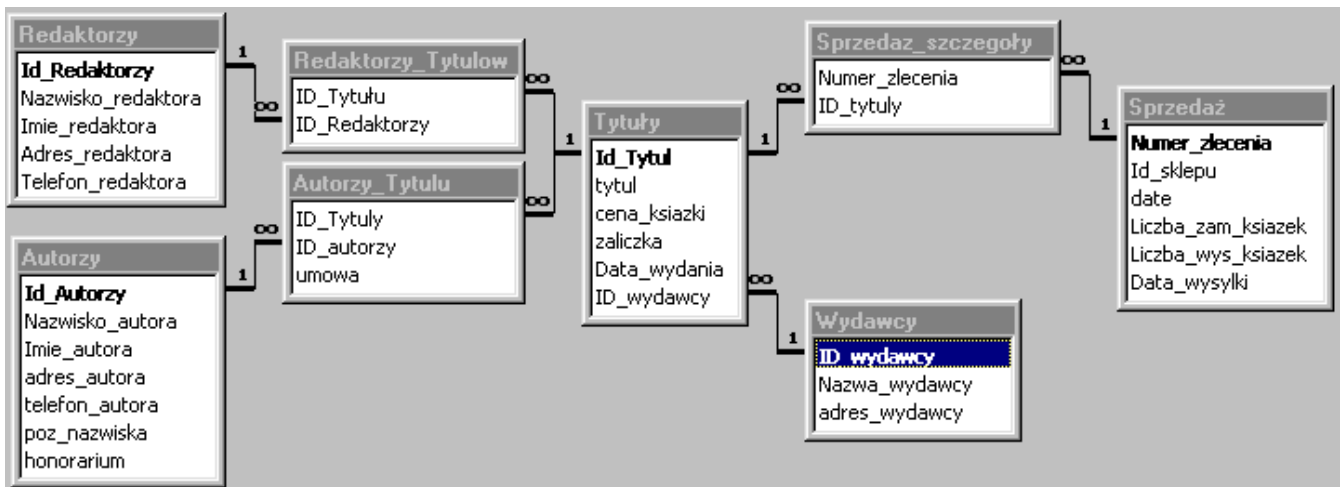 Redaktorzy
Id_Redaktorzy
Nazwisko_redaktora
Imie_redaktora
Adres_redaktora
Telefon_redaktora
1
∞
Redaktorzy_Tytulow
ID_Tytułu
ID_Redaktorzy
∞
Autorzy
Id_Autorzy
Nazwisko_autora
Imie_autora
adres_autora
telefon_autora
poz_nazwiska
honorarium
1
∞
Autorzy_Tytulu
ID_Tytuly
ID_autorzy
umowa
∞
1
Tytuły
Id_Tytul
tytul
cena_ksiazki
zaliczka
Data_wydania
ID_wydawcy
1
∞
∞
1
Sprzedaz_szczegoły
Numer_zlecenia
ID_tytuly
∞
1
Sprzedaż
Numer_zlecenia
Id_sklepu
date
Liczba_zam_ksiazek
Liczba_wys_ksiazek
Data_wysylki
Wydawcy
ID_wydawcy
Nazwa_wydawcy
adres_wydawcy